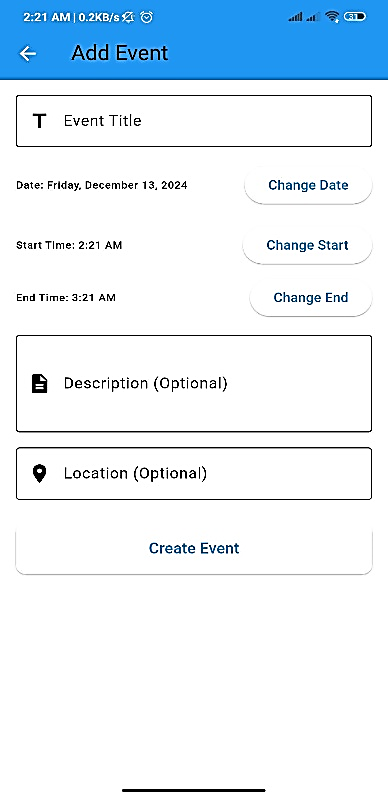 2:21 AM | 0.2KB/s
31
Add Event
Event Title
Date: Friday, December 13, 2024
Change Date
Start Time: 2:21 AM
Change Start
End Time: 3:21 AM
Change End
Description (Optional)
Location (Optional)
Create Event